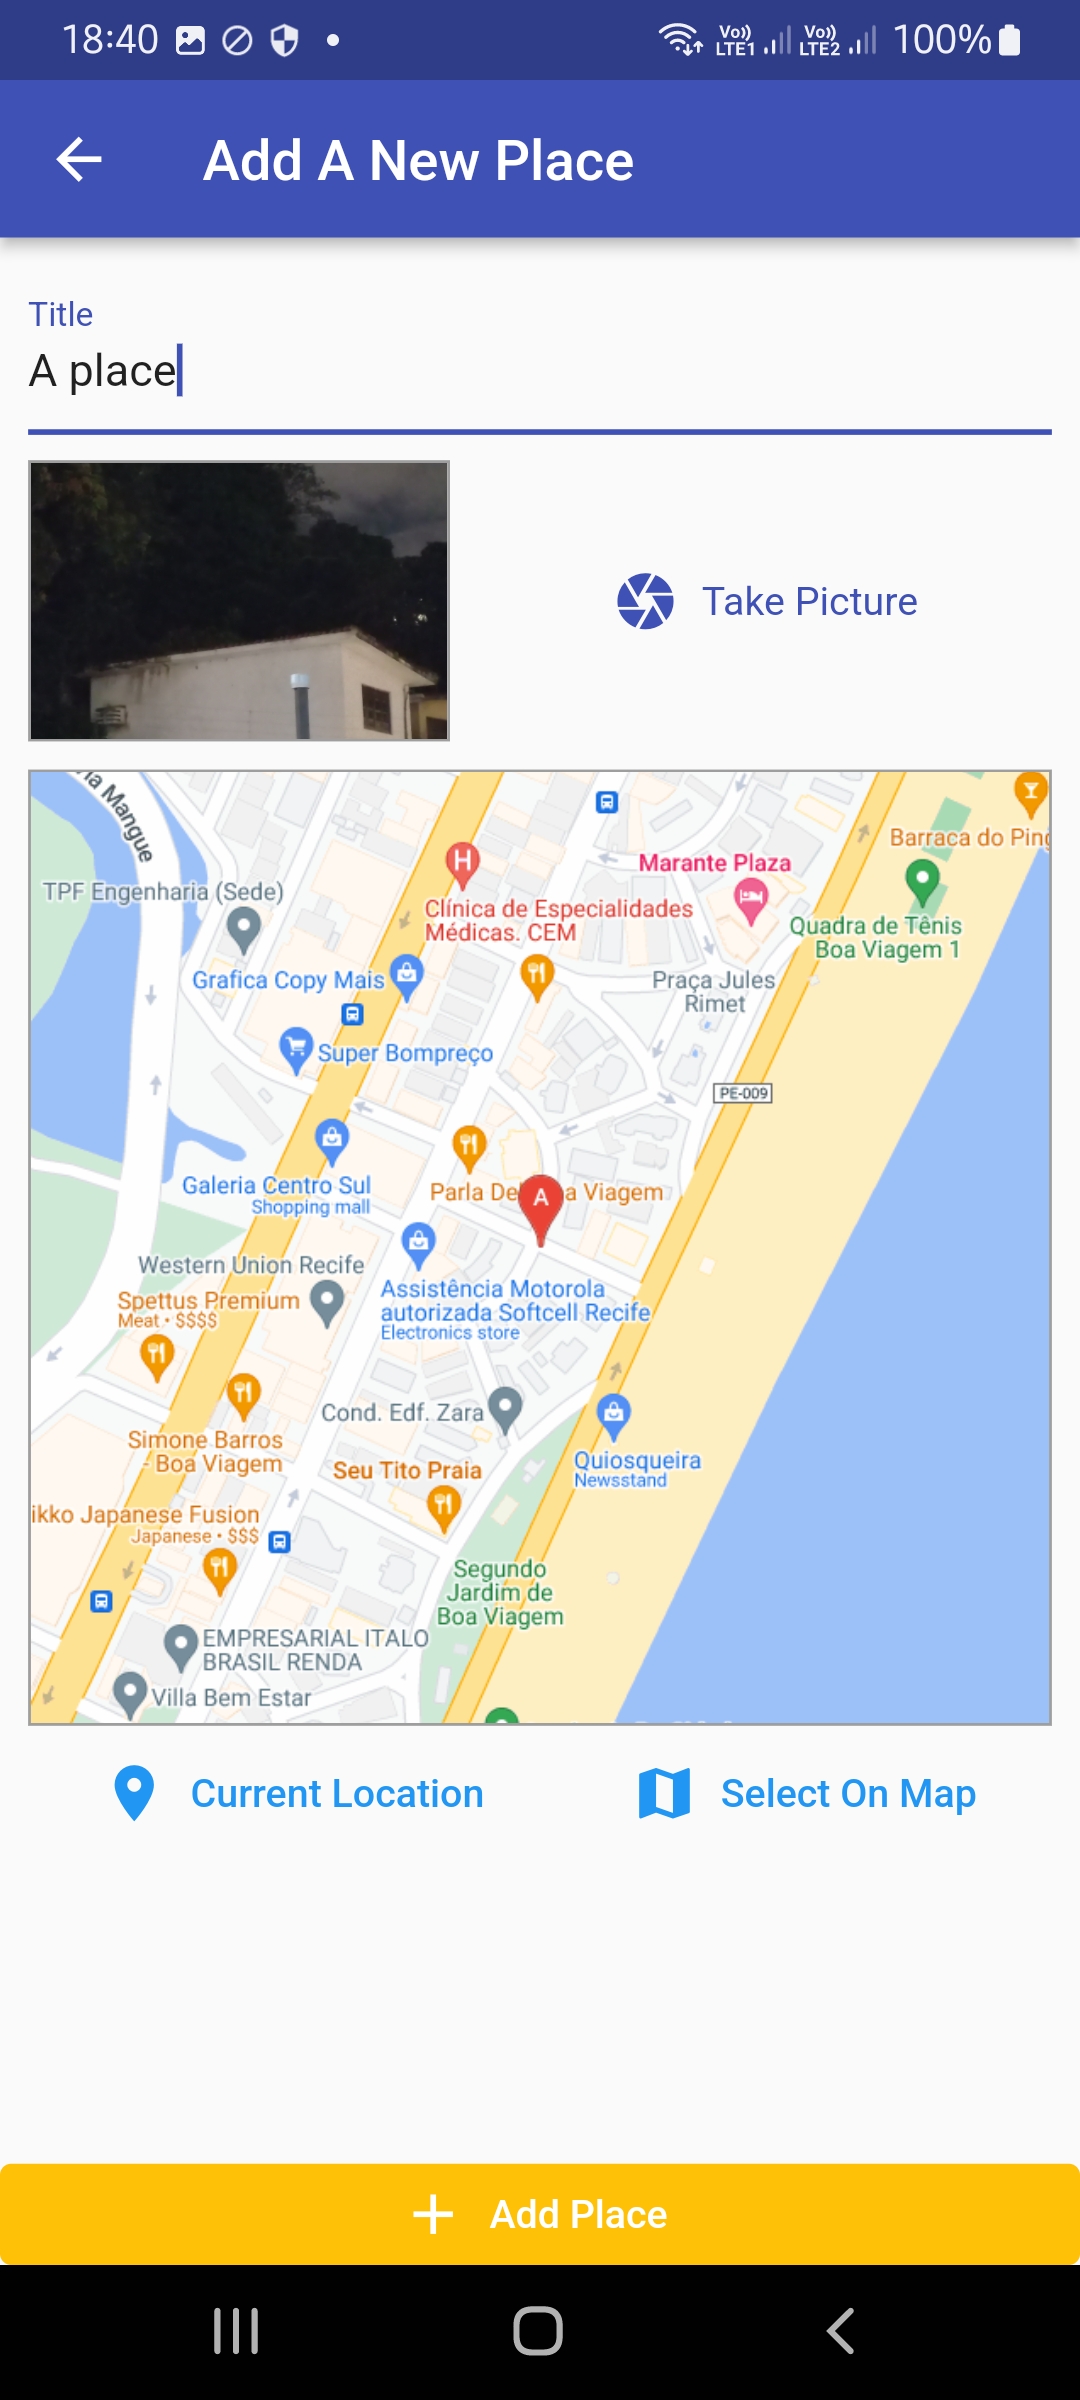 18:40
Vo)) LTE1 Vo)) LTE2 100%
Add A New Place
Title
A place
Take Picture
ia Mangue
Barraca do Ping
Marante Plaza
TPF Engenharia (Sede)
H
Clínica de Especialidades
Médicas. CEM
Quadra de Tênis
Boa Viagem 1
Grafica Copy Mais
Praça Jules
Rimet
Super Bompreço
PE-009
Galeria Centro Sul
Shopping mall
Parla De
a Viagem
A
Western Union Recife
Assistência Motorola
autorizada Softcell Recife
Electronics store
Spettus Premium
Meat • $$$$
Cond. Edf. Zara
Simone Barros
- Boa Viagem
Quiosqueira
Newsstand
Seu Tito Praia
ikko Japanese Fusion
Japanese • $$$
Segundo
Jardim de
Boa Viagem
EMPRESARIAL ITALO
BRASIL RENDA
Villa Bem Estar
Current Location
Select On Map
Add Place